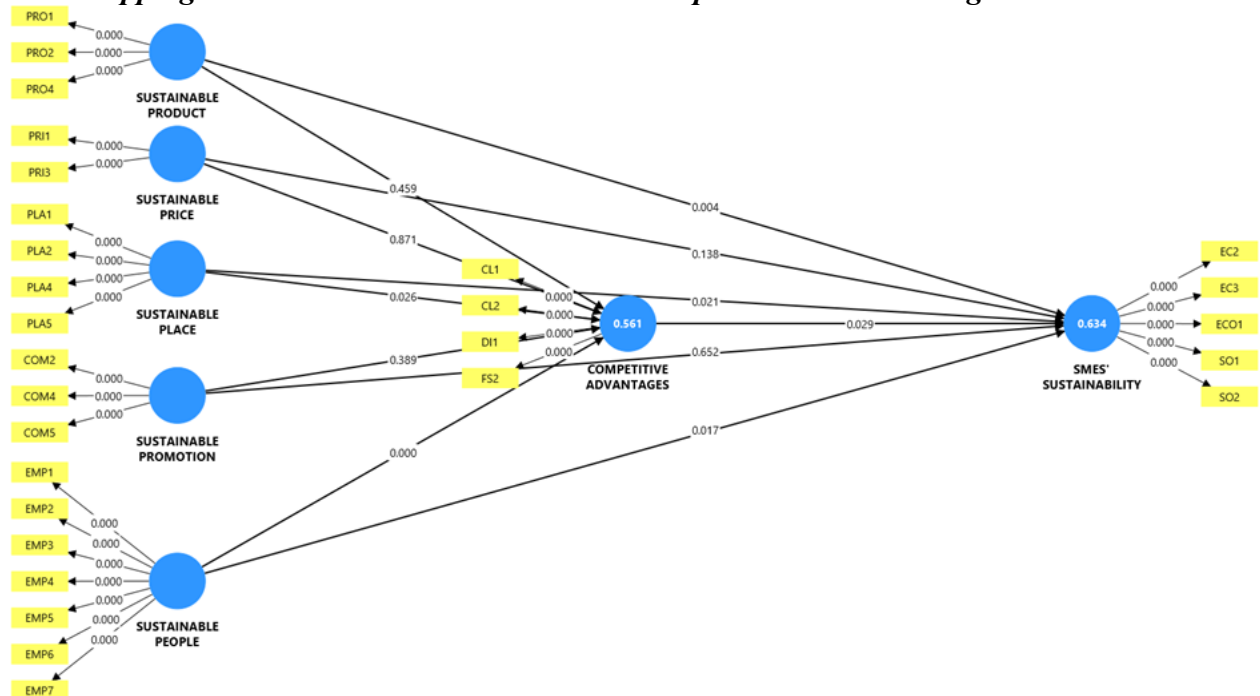 PRO1
0.000
PRO2
0.000
PRO4
0.000
SUSTAINABLE
PRODUCT
PRI1
0.000
PRI3
0.000
SUSTAINABLE
PRICE
PLA1
0.000
PLA2
0.000
PLA4
0.000
PLA5
0.000
SUSTAINABLE
PLACE
COM2
0.000
COM4
0.000
COM5
0.000
SUSTAINABLE
PROMOTION
EMP1
0.000
EMP2
0.000
EMP3
0.000
EMP4
0.000
EMP5
0.000
EMP6
0.000
EMP7
0.000
SUSTAINABLE
PEOPLE
0.459
0.871
0.026
0.389
0.000
CL1
0.000
CL2
0.000
DI1
0.000
FS2
0.000
0.561
COMPETITIVE
ADVANTAGES
0.004
0.138
0.021
0.029
0.652
0.017
0.634
SMES'
SUSTAINABILITY
EC2
0.000
EC3
0.000
ECO1
0.000
SO1
0.000
SO2
0.000